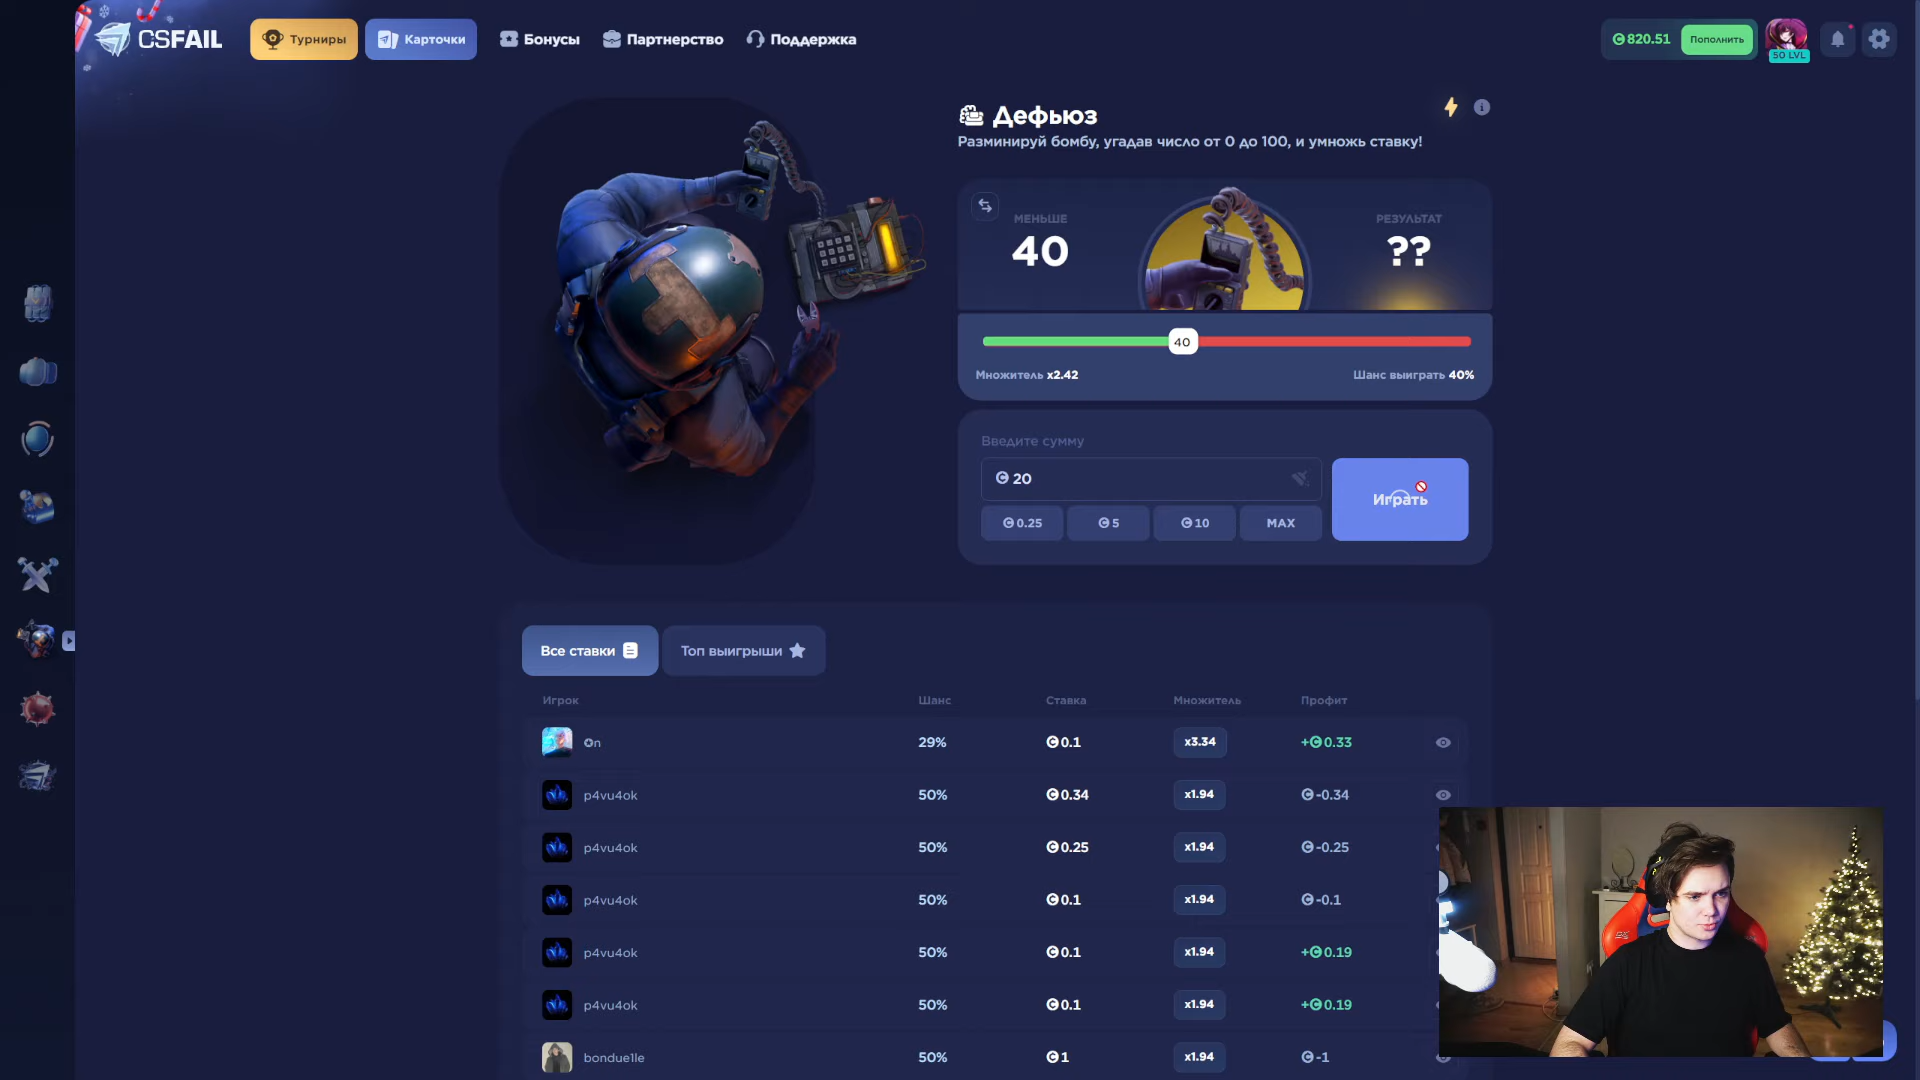 CSFAIL
Турниры
Карточки
Бонусы
Партнерство
Поддержка
820.51
Пополнить
50 LVL
Дефьюз
Разминируй бомбу, угадав число от 0 до 100, и умножь ставку!
МЕНЬШЕ
40
РЕЗУЛЬТАТ
??
40
Множитель x2.42
Шанс выиграть 40%
Введите сумму
20
Играть
0.25
5
10
MAX
Все ставки
Топ выигрыши
Игрок Шанс Ставка Множитель Профит
✪n 29% 0.1 x3.34 +0.33
p4vu4ok 50% 0.34 x1.94 -0.34
p4vu4ok 50% 0.25 x1.94 -0.25
p4vu4ok 50% 0.1 x1.94 -0.1
p4vu4ok 50% 0.1 x1.94 +0.19
p4vu4ok 50% 0.1 x1.94 +0.19
bonduelle 50% 1 x1.94 -1